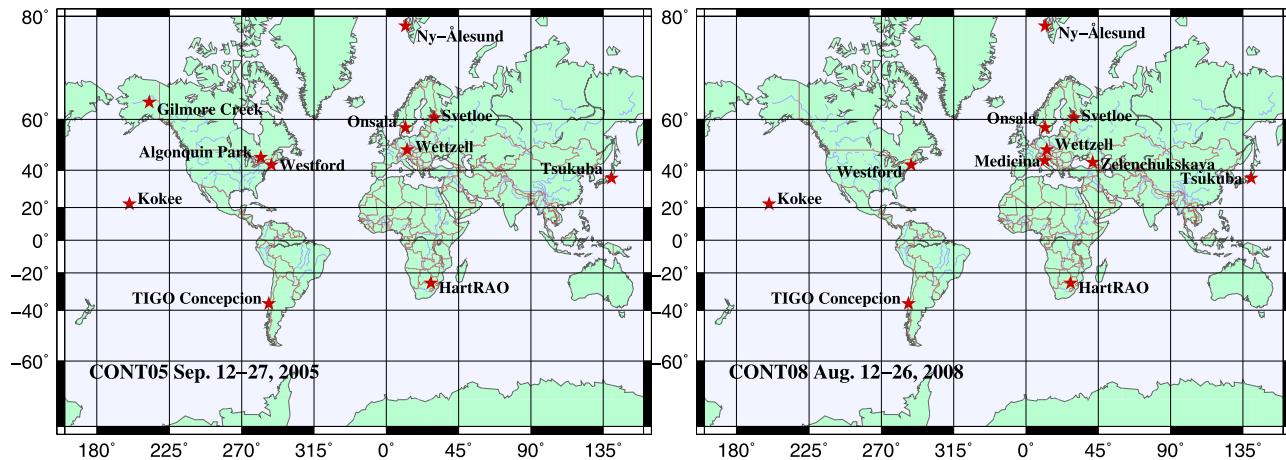 80°
Ny−Ålesund
Gilmore Creek
60°
Onsala
Svetloe
Algonquin Park
Wettzell
Westford
40°
Tsukuba
Kokee
20°
0°
−20°
HartRAO
TIGO Concepcion
−40°
−60°
CONT05 Sep. 12−27, 2005
180 225 270 315 0 45 90 135
80°
Ny−Ålesund
60°
Onsala
Svetloe
Wettzell
Medicina
Zelenchukskaya
Westford
40°
Tsukuba
Kokee
20°
0°
−20°
HartRAO
TIGO Concepcion
−40°
−60°
CONT08 Aug. 12−26, 2008
180 225 270 315 0 45 90 135